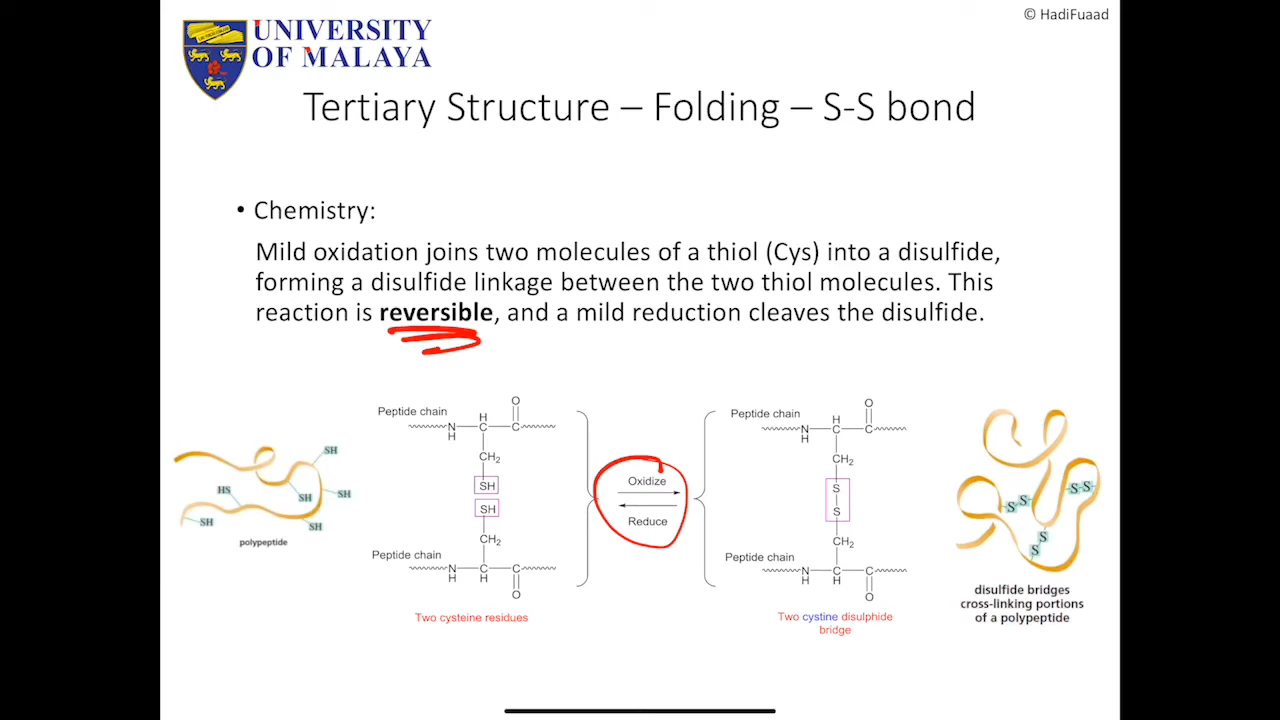 © HadiFuaad
UNIVERSITY
OF MALAYA
Tertiary Structure – Folding – S-S bond
• Chemistry:
Mild oxidation joins two molecules of a thiol (Cys) into a disulfide,
forming a disulfide linkage between the two thiol molecules. This
reaction is reversible, and a mild reduction cleaves the disulfide.
SH
HS
SH
SH
SH
SH
polypeptide
Peptide chain
H
O
N
H
C
C
CH2
SH
SH
CH2
Peptide chain
N
H
C
H
C
O
Two cysteine residues
Oxidize
Reduce
Peptide chain
H
O
N
H
C
C
CH2
S
S
CH2
Peptide chain
N
H
C
H
C
O
Two cystine disulphide
bridge
S-S
S-S
S
S
disulfide bridges
cross-linking portions
of a polypeptide